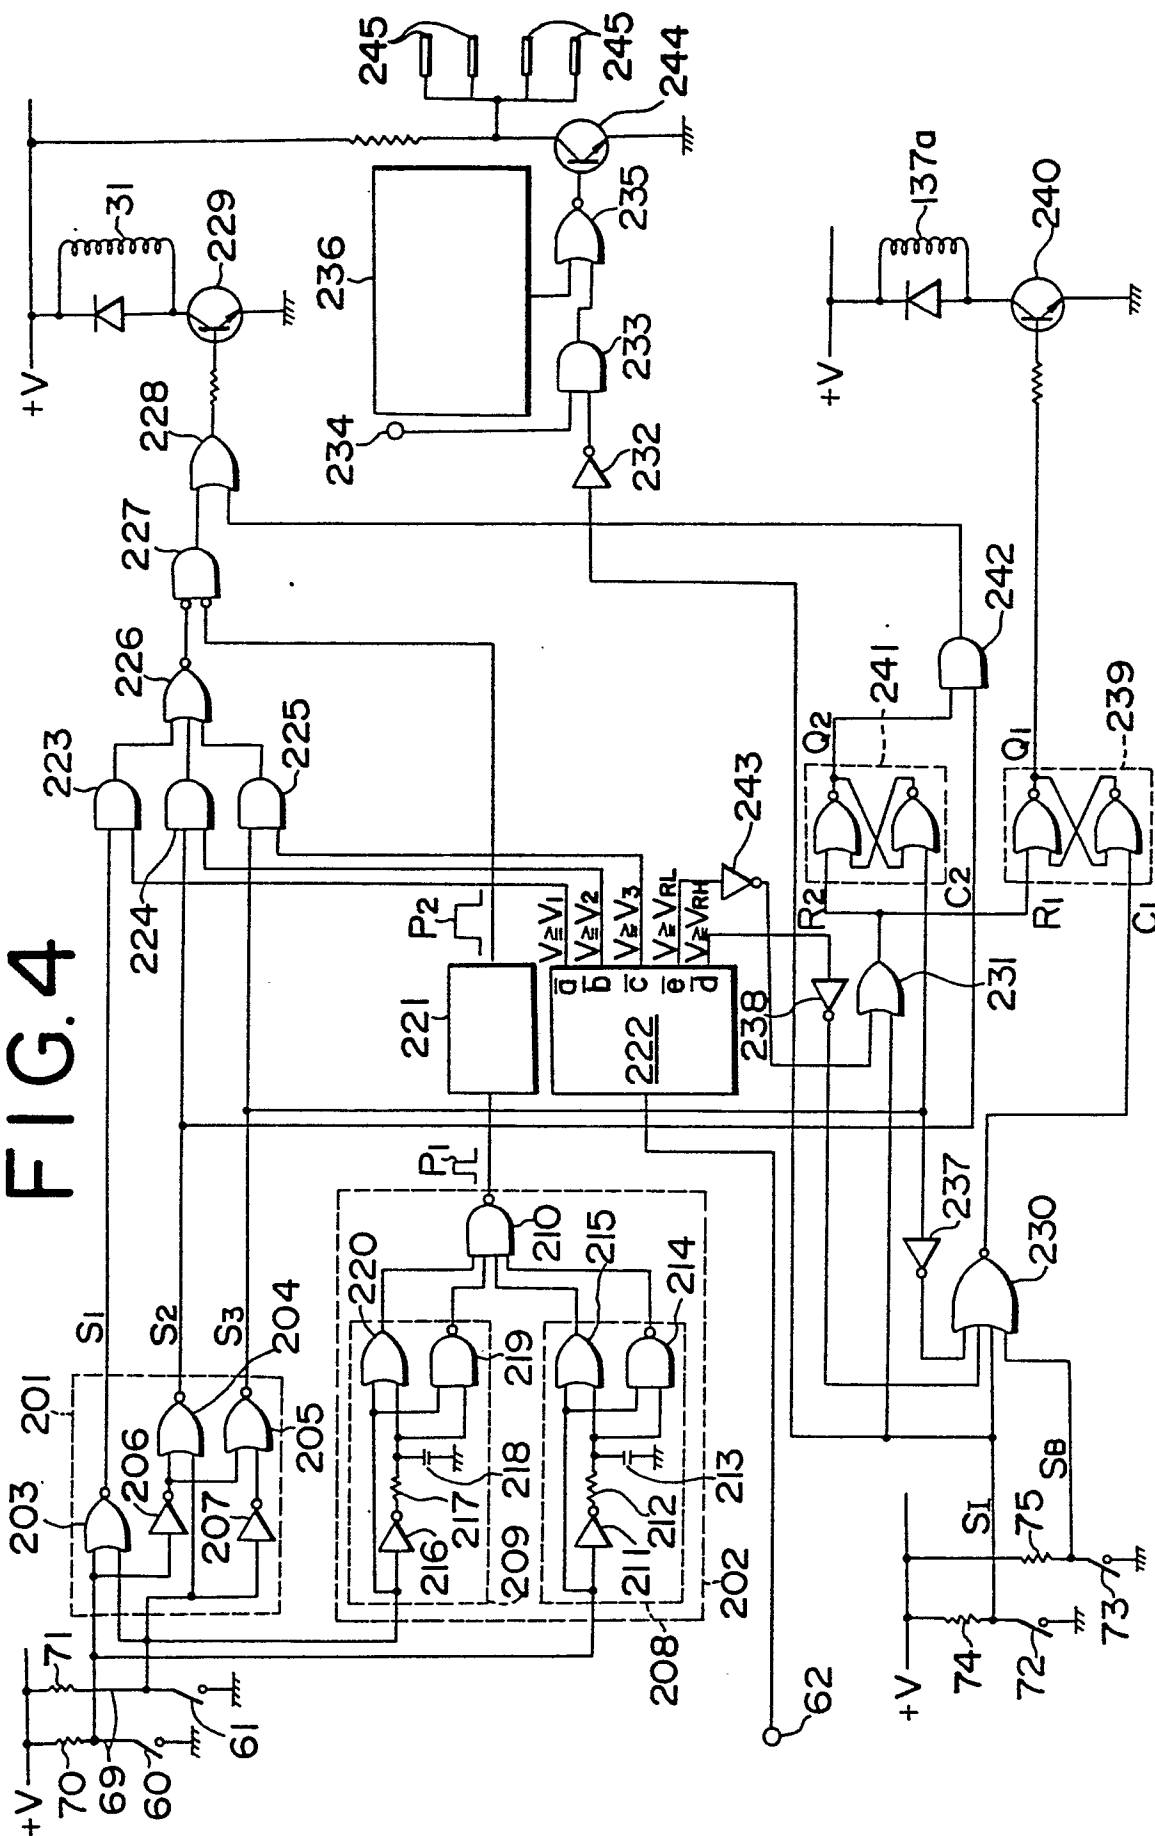 FIG. 4
+V
70
71
69
60
61
201
203
206
207
204
205
S1
S2
S3
220
219
218
217
216
209
210
215
214
213
212
211
208
202
P1
62
221
P2
222
a
b
c
e
d
V≧V1
V≧V2
V≧V3
V≧VRL
V≧VRH
223
224
225
226
227
228
+V
31
229
236
234
233
232
235
244
245
245
243
238
231
237
230
R2
C2
241
Q2
242
R1
C1
239
Q1
+V
137a
240
+V
74
75
72
73
SI
SB